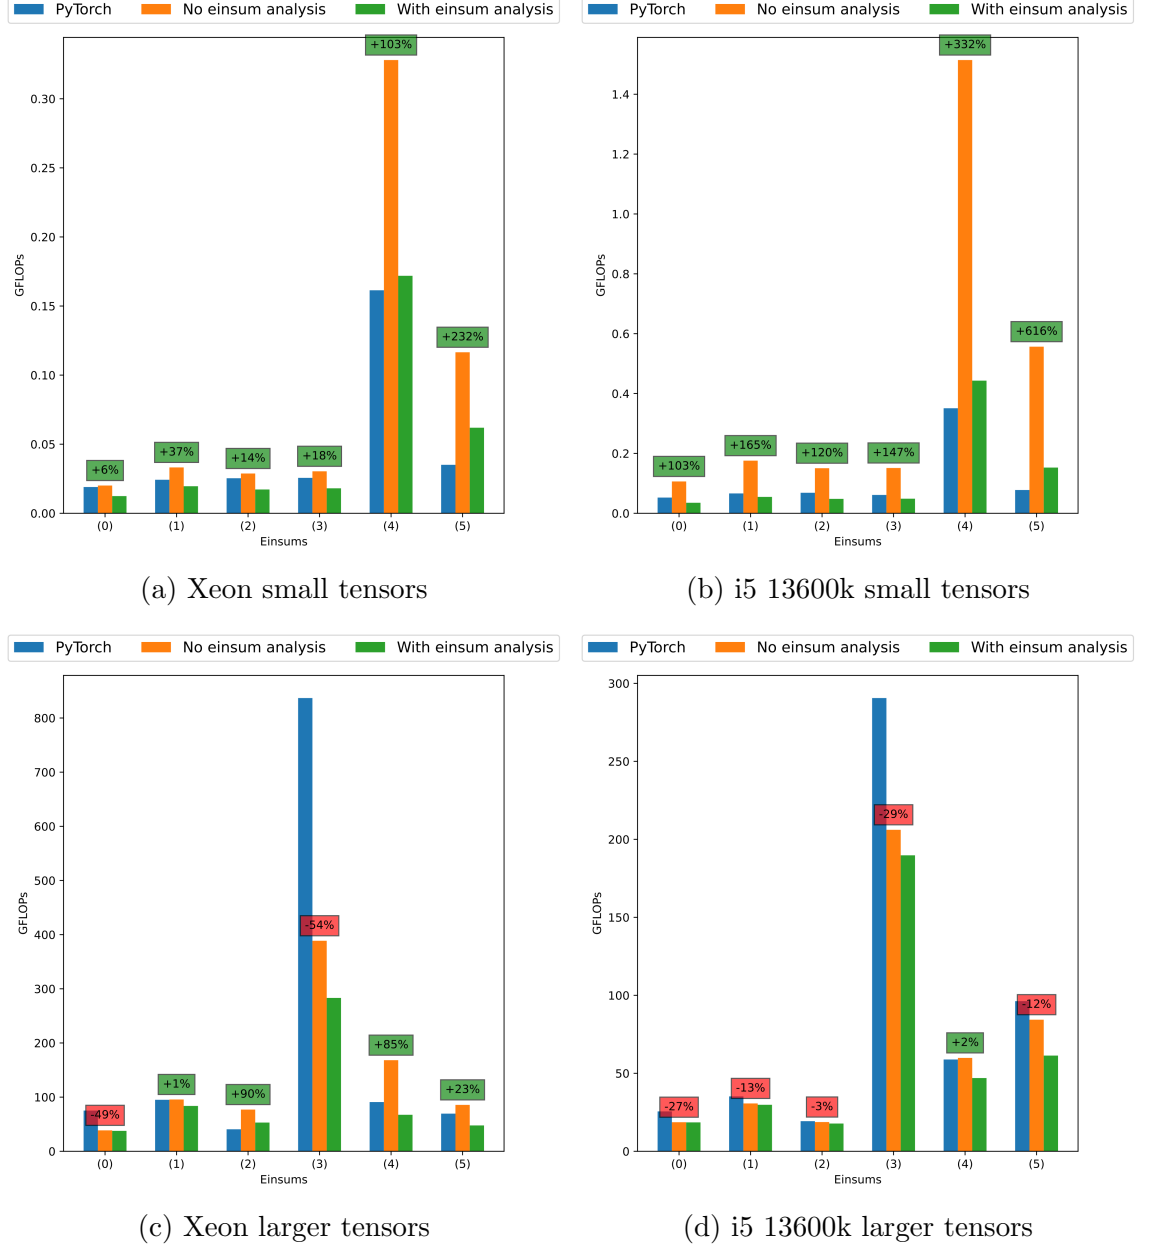 PyTorch No einsum analysis With einsum analysis
+103%
0.30
0.25
0.20
GFLOPs
0.15
+232%
0.10
0.05
+6%
+37%
+14%
+18%
0.00
(0) (1) (2) (3) (4) (5)
Einsums
(a) Xeon small tensors
PyTorch No einsum analysis With einsum analysis
+332%
1.4
1.2
1.0
GFLOPs
0.8
0.6
+616%
0.4
0.2
+103%
+165%
+120%
+147%
0.0
(0) (1) (2) (3) (4) (5)
Einsums
(b) i5 13600k small tensors
PyTorch No einsum analysis With einsum analysis
800
700
600
500
GFLOPs
400
-54%
300
200
+85%
100
-49%
+1%
+90%
+23%
0
(0) (1) (2) (3) (4) (5)
Einsums
(c) Xeon larger tensors
PyTorch No einsum analysis With einsum analysis
300
250
200
-29%
GFLOPs
150
100
-12%
50
-27%
-13%
-3%
+2%
0
(0) (1) (2) (3) (4) (5)
Einsums
(d) i5 13600k larger tensors